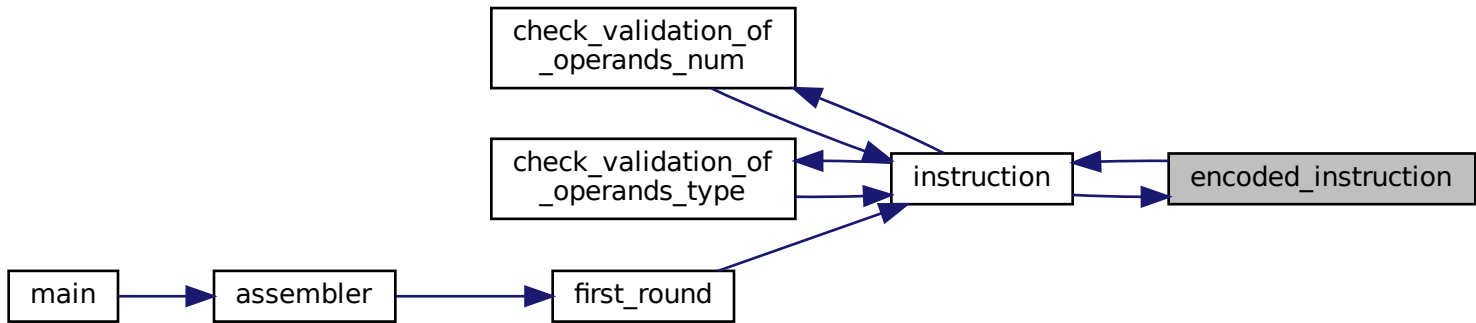 check_validation_of
_operands_num
check_validation_of
_operands_type
instruction
encoded_instruction
main
assembler
first_round